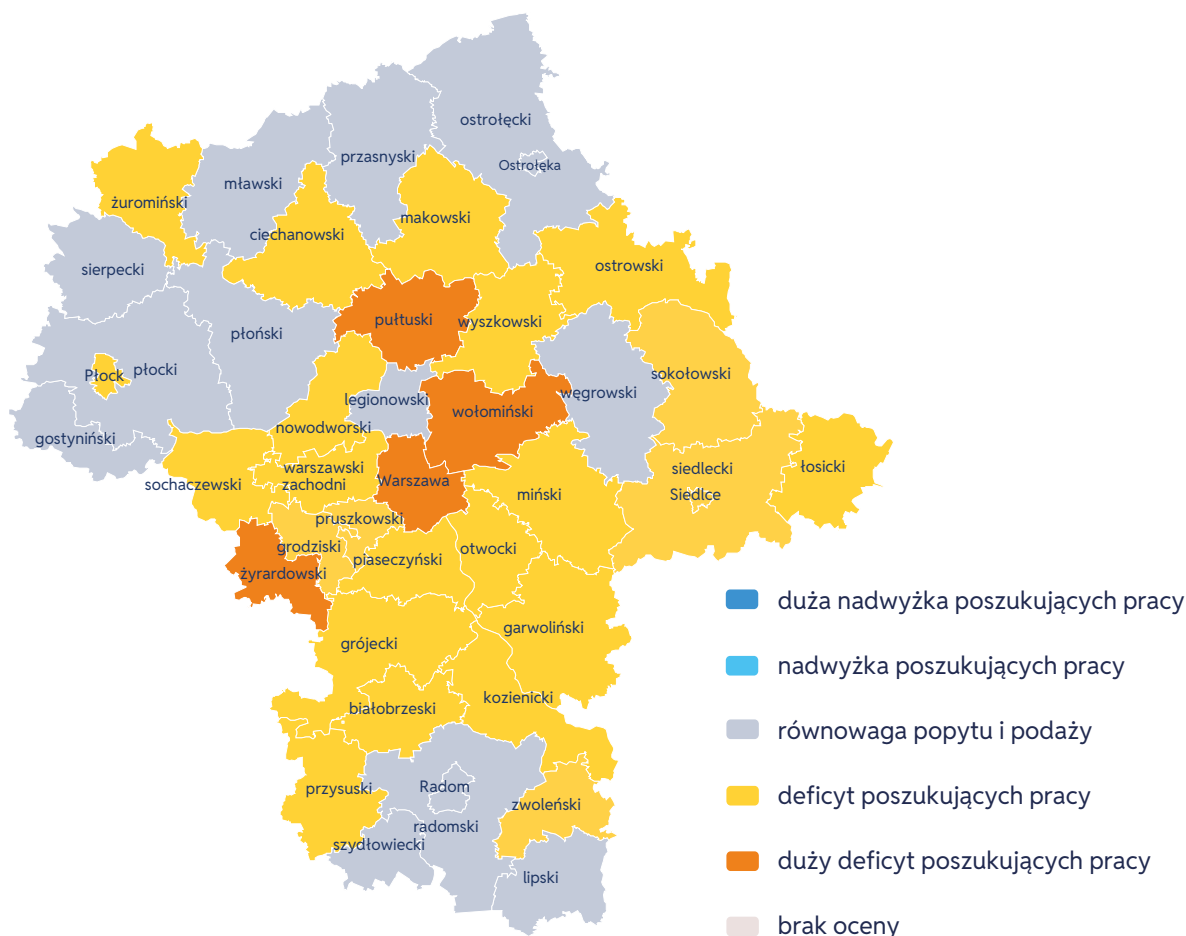 ostrołęcki
przasnyski
Ostrołęka
mławski
żuromiński
makowski
ciechanowski
ostrowski
sierpecki
pułtuski
wyszkowski
płoński
płocki
Płock
sokołowski
węgrowski
legionowski
wołomiński
nowodworski
gostyniński
warszawski
zachodni
siedlecki
łosicki
Warszawa
sochaczewski
miński
Siedlce
pruszkowski
grodziski
otwocki
piaseczyński
żyrardowski
duża nadwyżka poszukujących pracy
garwoliński
grójecki
nadwyżka poszukujących pracy
kozienicki
białobrzeski
równowaga popytu i podaży
przysuski
Radom
deficyt poszukujących pracy
zwoleński
radomski
szydłowiecki
duży deficyt poszukujących pracy
lipski
brak oceny